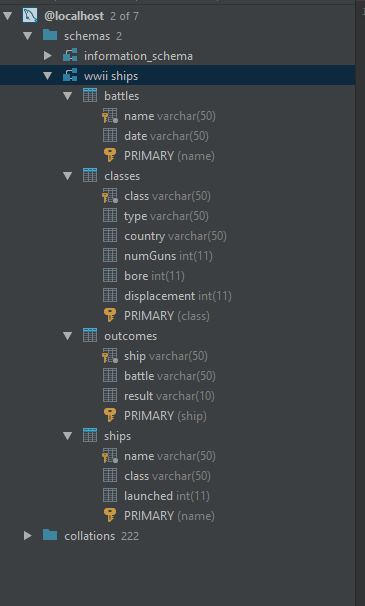 @localhost 2 of 7
schemas 2
information_schema
wwii ships
battles
name varchar(50)
date varchar(50)
PRIMARY (name)
classes
class varchar(50)
type varchar(50)
country varchar(50)
numGuns int(11)
bore int(11)
displacement int(11)
PRIMARY (class)
outcomes
ship varchar(50)
battle varchar(50)
result varchar(10)
PRIMARY (ship)
ships
name varchar(50)
class varchar(50)
launched int(11)
PRIMARY (name)
collations 222